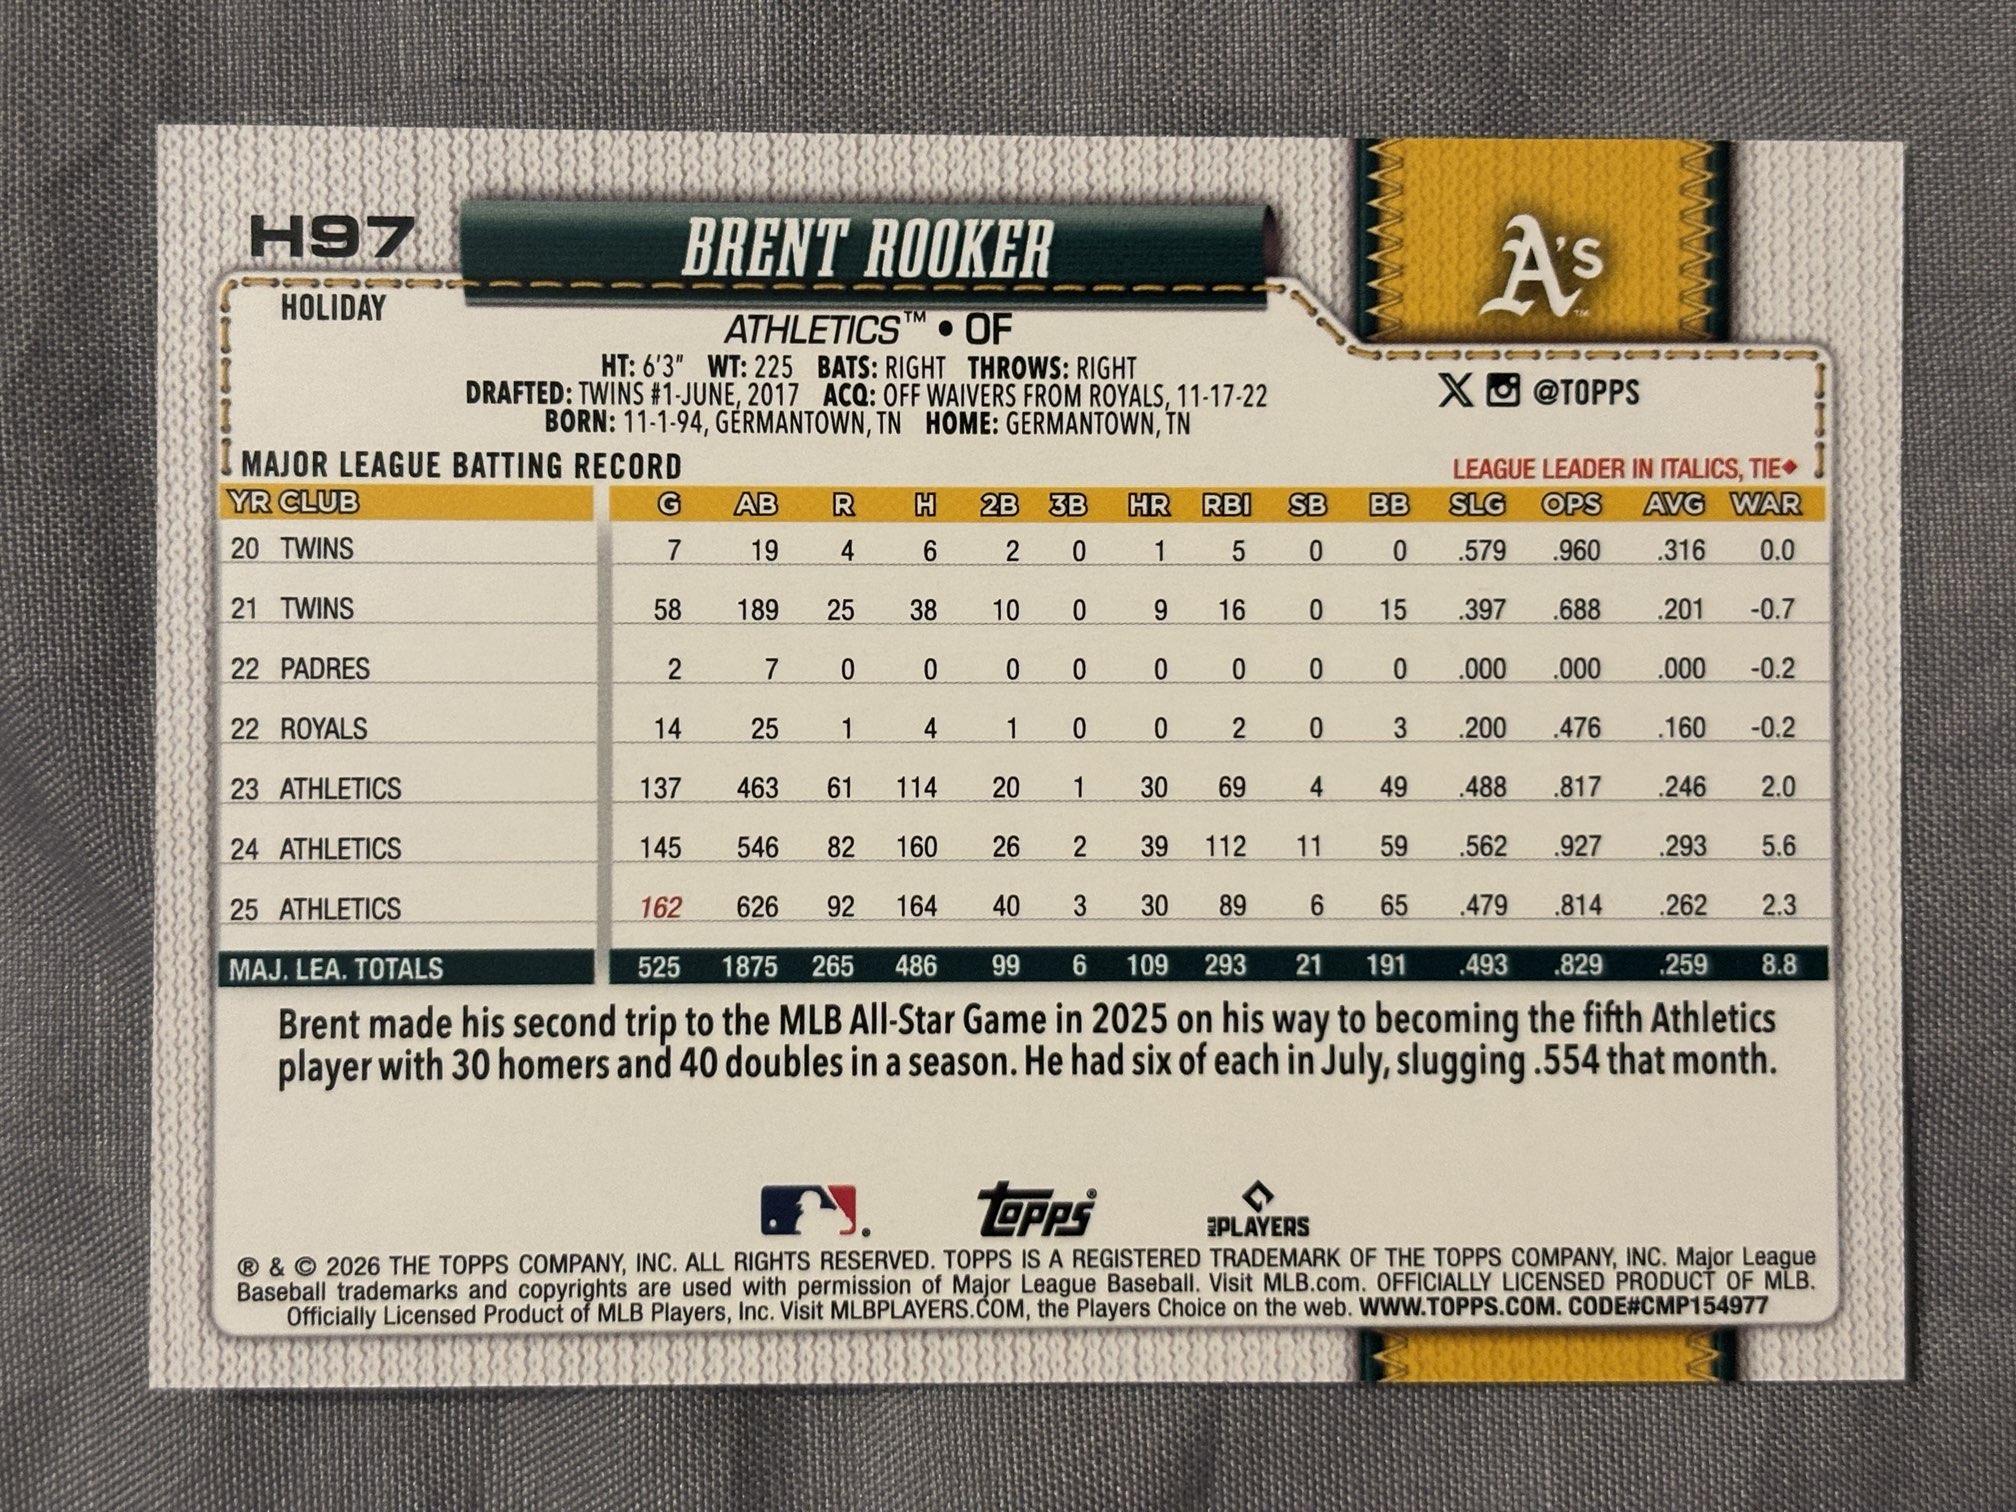 H97
BRENT ROOKER
A's™
HOLIDAY
ATHLETICS™ • OF
HT: 6'3" WT: 225 BATS: RIGHT THROWS: RIGHT
DRAFTED: TWINS #1-JUNE, 2017 ACQ: OFF WAIVERS FROM ROYALS, 11-17-22
BORN: 11-1-94, GERMANTOWN, TN HOME: GERMANTOWN, TN
@TOPPS
MAJOR LEAGUE BATTING RECORD
LEAGUE LEADER IN ITALICS, TIE♦
YR CLUB G AB R H 2B 3B HR RBI SB BB SLG OPS AVG WAR
20 TWINS 7 19 4 6 2 0 1 5 0 0 .579 .960 .316 0.0
21 TWINS 58 189 25 38 10 0 9 16 0 15 .397 .688 .201 -0.7
22 PADRES 2 7 0 0 0 0 0 0 0 0 .000 .000 .000 -0.2
22 ROYALS 14 25 1 4 1 0 0 2 0 3 .200 .476 .160 -0.2
23 ATHLETICS 137 463 61 114 20 1 30 69 4 49 .488 .817 .246 2.0
24 ATHLETICS 145 546 82 160 26 2 39 112 11 59 .562 .927 .293 5.6
25 ATHLETICS 162 626 92 164 40 3 30 89 6 65 .479 .814 .262 2.3
MAJ. LEA. TOTALS 525 1875 265 486 99 6 109 293 21 191 .493 .829 .259 8.8
Brent made his second trip to the MLB All-Star Game in 2025 on his way to becoming the fifth Athletics
player with 30 homers and 40 doubles in a season. He had six of each in July, slugging .554 that month.
Topps®
MLB PLAYERS
® & © 2026 THE TOPPS COMPANY, INC. ALL RIGHTS RESERVED. TOPPS IS A REGISTERED TRADEMARK OF THE TOPPS COMPANY, INC. Major League
Baseball trademarks and copyrights are used with permission of Major League Baseball. Visit MLB.com. OFFICIALLY LICENSED PRODUCT OF MLB.
Officially Licensed Product of MLB Players, Inc. Visit MLBPLAYERS.COM, the Players Choice on the web. WWW.TOPPS.COM. CODE#CMP154977